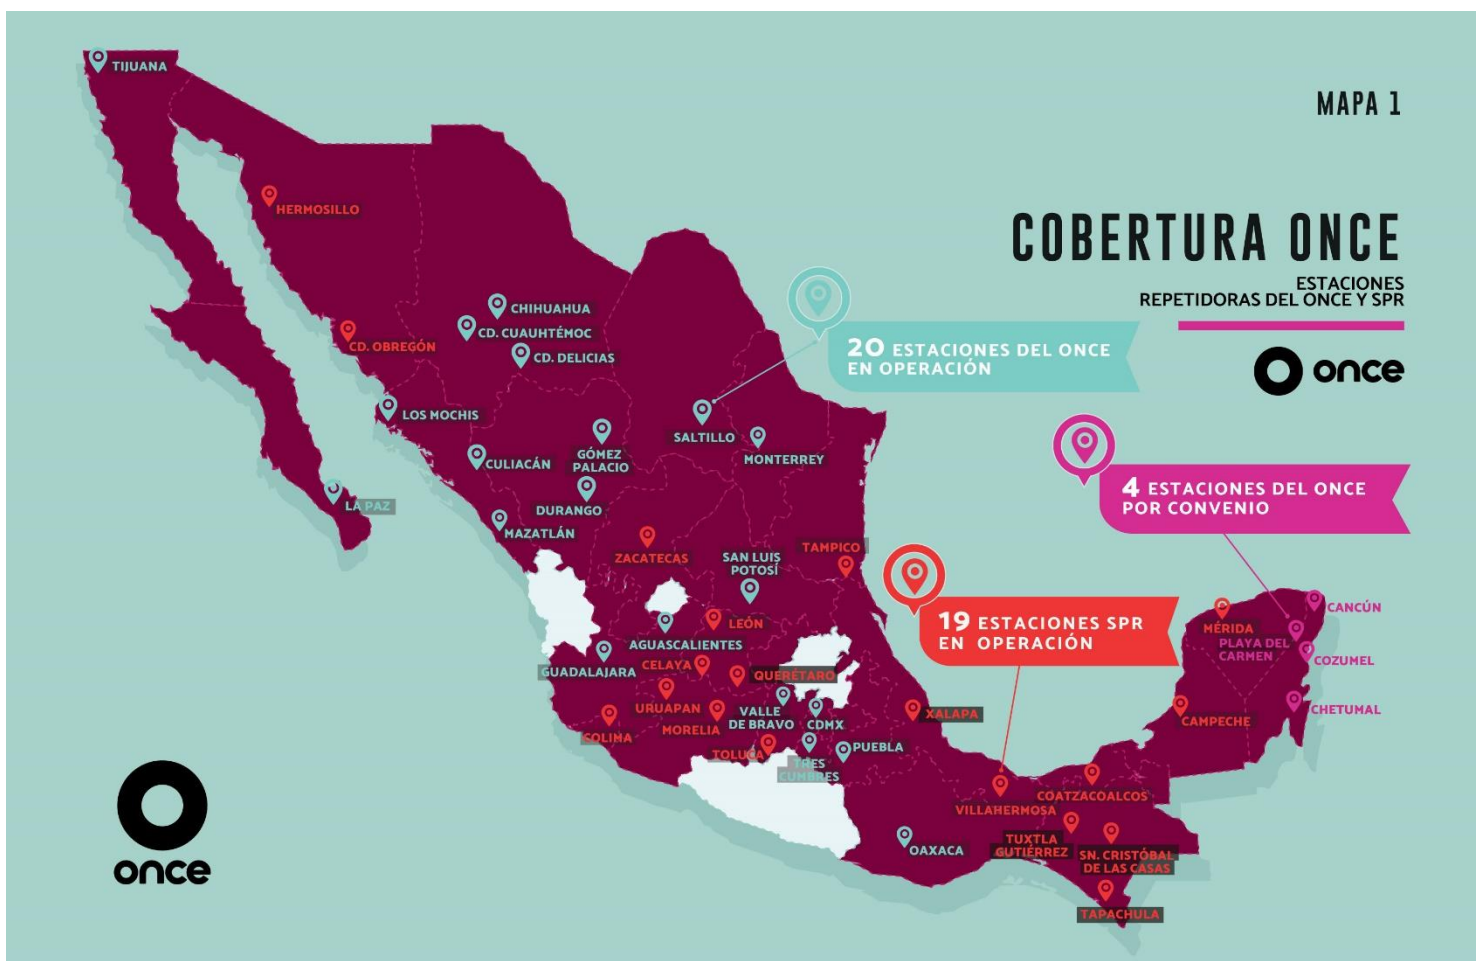 MAPA 1
COBERTURA ONCE
ESTACIONES
REPETIDORAS DEL ONCE Y SPR
once
20 ESTACIONES DEL ONCE
EN OPERACIÓN
4 ESTACIONES DEL ONCE
POR CONVENIO
19 ESTACIONES SPR
EN OPERACIÓN
TIJUANA
HERMOSILLO
CHIHUAHUA
CD. CUAUHTÉMOC
CD. OBREGÓN
CD. DELICIAS
LOS MOCHIS
SALTILLO
CULIACÁN
GÓMEZ
PALACIO
MONTERREY
LA PAZ
DURANGO
MAZATLÁN
ZACATECAS
TAMPICO
SAN LUIS
POTOSÍ
LEÓN
AGUASCALIENTES
GUADALAJARA
CELAYA
QUERÉTARO
URUAPAN
MORELIA
COLIMA
VALLE
DE BRAVO
CDMX
TOLUCA
TRES
CUMBRES
PUEBLA
XALAPA
OAXACA
VILLAHERMOSA
COATZACOALCOS
TUXTLA
GUTIÉRREZ
SN. CRISTÓBAL
DE LAS CASAS
TAPACHULA
CANCÚN
MÉRIDA
PLAYA DEL
CARMEN
COZUMEL
CHETUMAL
CAMPECHE
once